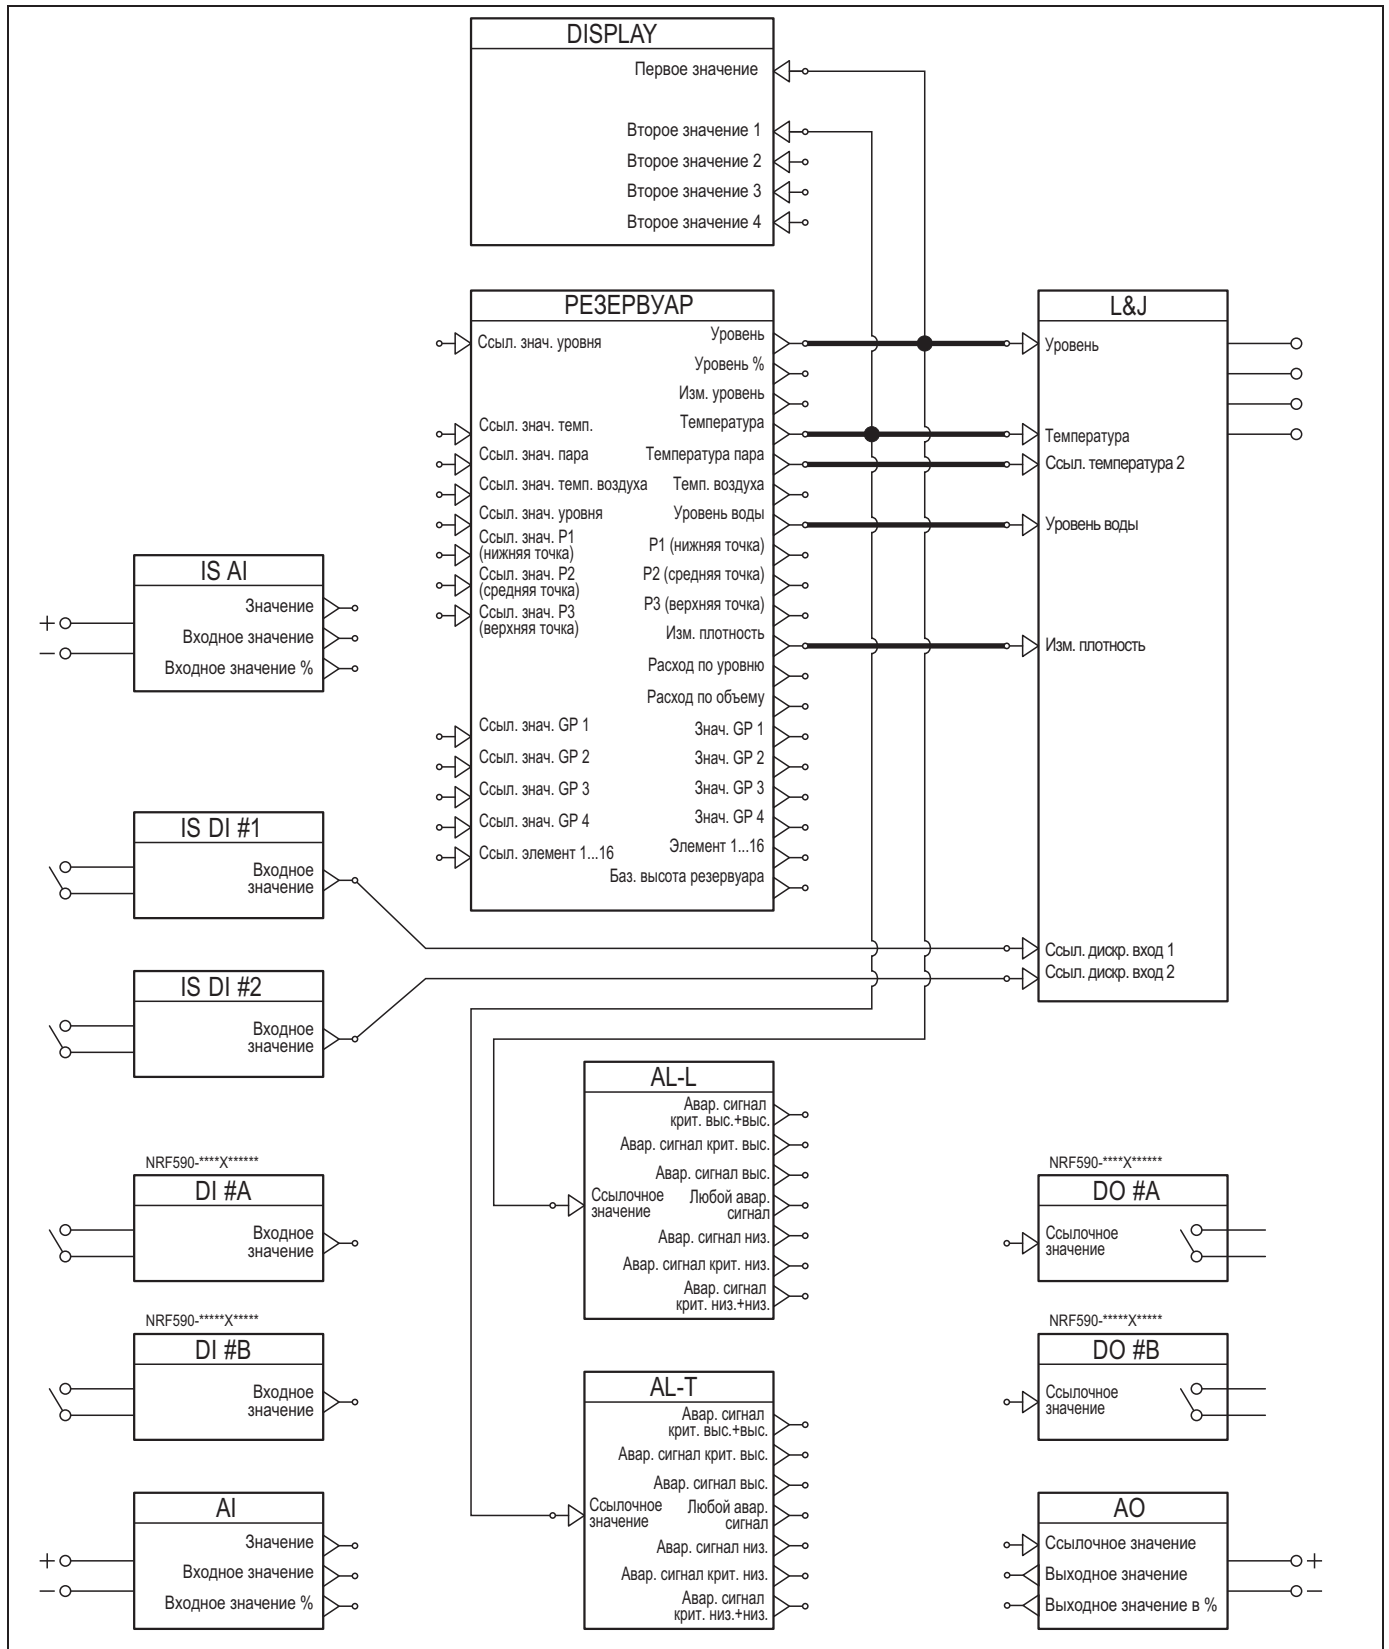 DISPLAY
Первое значение
Второе значение 1
Второе значение 2
Второе значение 3
Второе значение 4
РЕЗЕРВУАР
Ссыл. знач. уровня
Ссыл. знач. темп.
Ссыл. знач. пара
Ссыл. знач. темп. воздуха
Ссыл. знач. уровня
Ссыл. знач. P1
(нижняя точка)
Ссыл. знач. P2
(средняя точка)
Ссыл. знач. P3
(верхняя точка)
Ссыл. знач. GP 1
Ссыл. знач. GP 2
Ссыл. знач. GP 3
Ссыл. знач. GP 4
Ссыл. элемент 1...16
Уровень
Уровень %
Изм. уровень
Температура
Температура пара
Темп. воздуха
Уровень воды
P1 (нижняя точка)
P2 (средняя точка)
P3 (верхняя точка)
Изм. плотность
Расход по уровню
Расход по объему
Знач. GP 1
Знач. GP 2
Знач. GP 3
Знач. GP 4
Элемент 1...16
Баз. высота резервуара
L&J
Уровень
Температура
Ссыл. температура 2
Уровень воды
Изм. плотность
Ссыл. дискр. вход 1
Ссыл. дискр. вход 2
IS AI
Значение
Входное значение
Входное значение %
+
–
IS DI #1
Входное
значение
IS DI #2
Входное
значение
AL-L
Авар. сигнал
крит. выс.+выс.
Авар. сигнал крит. выс.
Авар. сигнал выс.
Ссылочное
значение
Любой авар.
сигнал
Авар. сигнал низ.
Авар. сигнал крит. низ.
Авар. сигнал
крит. низ.+низ.
NRF590-****X******
DI #A
Входное
значение
NRF590-****X******
DO #A
Ссылочное
значение
NRF590-*****X*****
DI #B
Входное
значение
NRF590-*****X*****
DO #B
Ссылочное
значение
AL-T
Авар. сигнал
крит. выс.+выс.
Авар. сигнал крит. выс.
Авар. сигнал выс.
Ссылочное
значение
Любой авар.
сигнал
Авар. сигнал низ.
Авар. сигнал крит. низ.
Авар. сигнал
крит. низ.+низ.
AI
Значение
Входное значение
Входное значение %
+
–
AO
Ссылочное значение
Выходное значение
Выходное значение в %
+
–